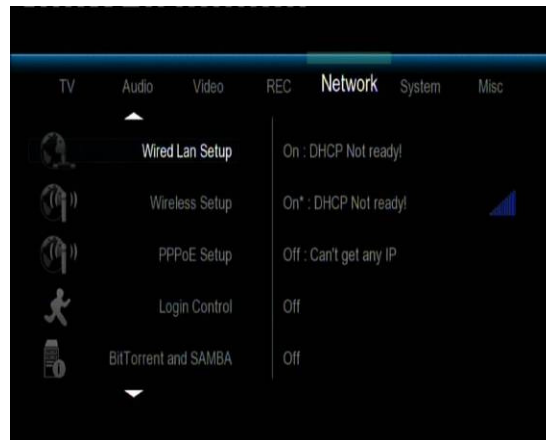 TV Audio Video REC Network System Misc
Wired Lan Setup On : DHCP Not ready!
Wireless Setup On* : DHCP Not ready!
PPPoE Setup Off : Can't get any IP
Login Control Off
BitTorrent and SAMBA Off